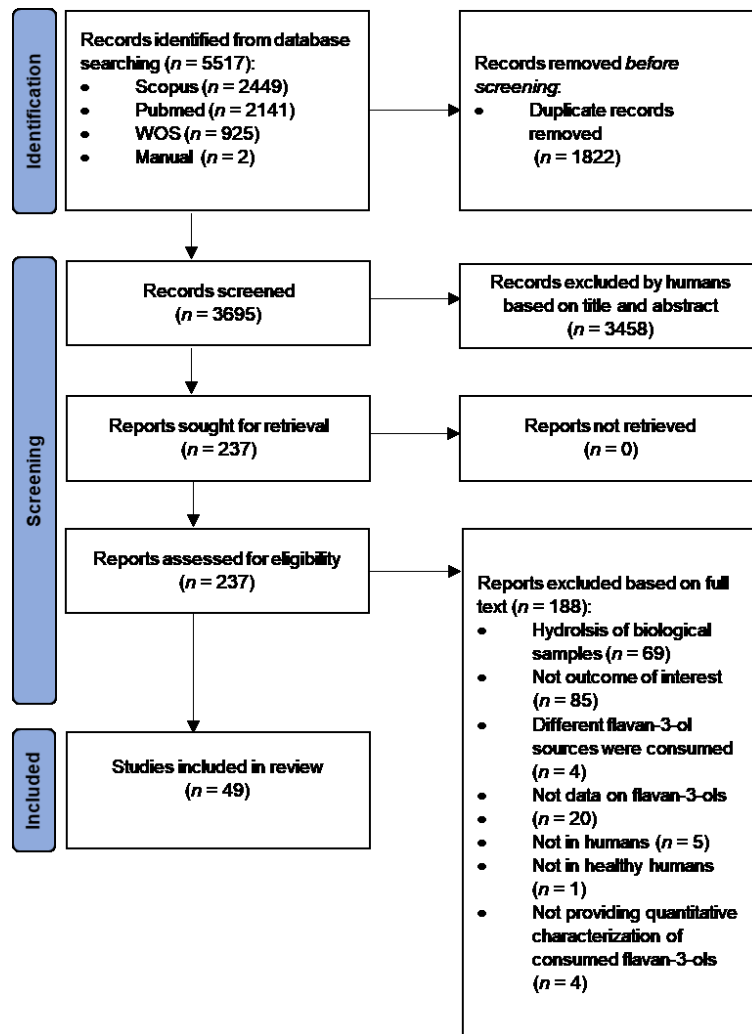 Identification
Records identified from database
searching (n = 5517):
• Scopus (n = 2449)
• Pubmed (n = 2141)
• WOS (n = 925)
• Manual (n = 2)
Records removed before
screening:
• Duplicate records
removed
(n = 1822)
Screening
Records screened
(n = 3695)
Records excluded by humans
based on title and abstract
(n = 3458)
Reports sought for retrieval
(n = 237)
Reports not retrieved
(n = 0)
Reports assessed for eligibility
(n = 237)
Reports excluded based on full
text (n = 188):
• Hydrolsis of biological
samples (n = 69)
• Not outcome of interest
(n = 85)
• Different flavan-3-ol
sources were consumed
(n = 4)
• Not data on flavan-3-ols
• (n = 20)
• Not in humans (n = 5)
• Not in healthy humans
(n = 1)
• Not providing quantitative
characterization of
consumed flavan-3-ols
(n = 4)
Included
Studies included in review
(n = 49)